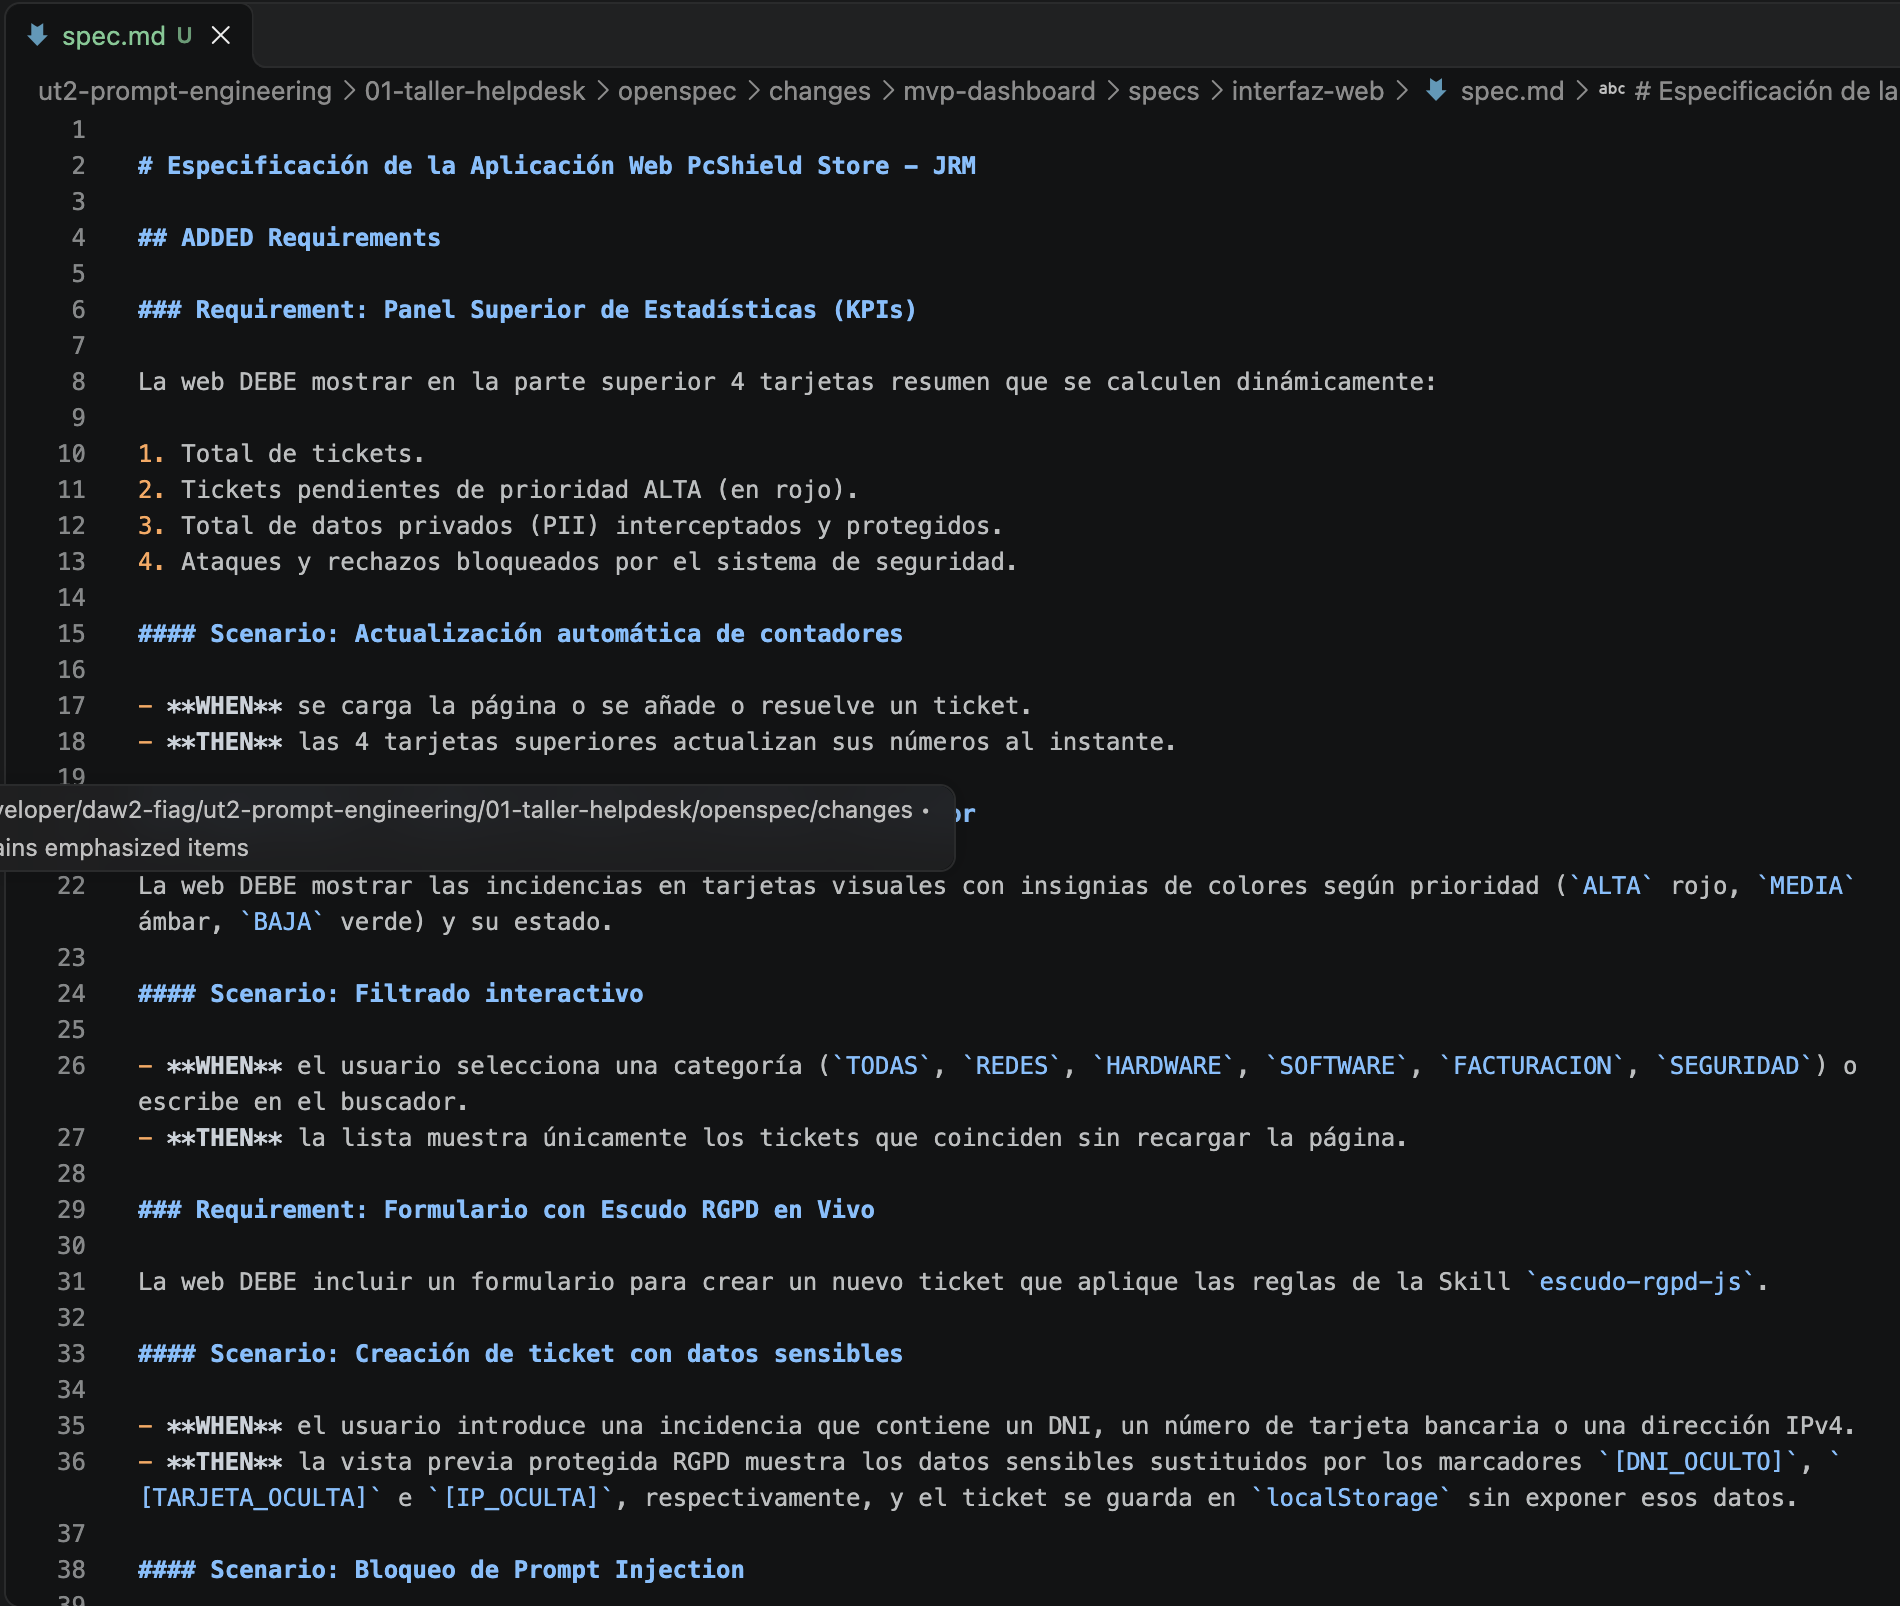 spec.md U
ut2-prompt-engineering > 01-taller-helpdesk > openspec > changes > mvp-dashboard > specs > interfaz-web > spec.md > abc # Especificación de la
1
2 # Especificación de la Aplicación Web PcShield Store – JRM
3
4 ## ADDED Requirements
5
6 ### Requirement: Panel Superior de Estadísticas (KPIs)
7
8 La web DEBE mostrar en la parte superior 4 tarjetas resumen que se calculen dinámicamente:
9
10 1. Total de tickets.
11 2. Tickets pendientes de prioridad ALTA (en rojo).
12 3. Total de datos privados (PII) interceptados y protegidos.
13 4. Ataques y rechazos bloqueados por el sistema de seguridad.
14
15 #### Scenario: Actualización automática de contadores
16
17 - **WHEN** se carga la página o se añade o resuelve un ticket.
18 - **THEN** las 4 tarjetas superiores actualizan sus números al instante.
19
veloper/daw2-fiag/ut2-prompt-engineering/01-taller-helpdesk/openspec/changes • or
ains emphasized items
22 La web DEBE mostrar las incidencias en tarjetas visuales con insignias de colores según prioridad (`ALTA` rojo, `MEDIA`
ámbar, `BAJA` verde) y su estado.
23
24 #### Scenario: Filtrado interactivo
25
26 - **WHEN** el usuario selecciona una categoría (`TODAS`, `REDES`, `HARDWARE`, `SOFTWARE`, `FACTURACION`, `SEGURIDAD`) o
escribe en el buscador.
27 - **THEN** la lista muestra únicamente los tickets que coinciden sin recargar la página.
28
29 ### Requirement: Formulario con Escudo RGPD en Vivo
30
31 La web DEBE incluir un formulario para crear un nuevo ticket que aplique las reglas de la Skill `escudo-rgpd-js`.
32
33 #### Scenario: Creación de ticket con datos sensibles
34
35 - **WHEN** el usuario introduce una incidencia que contiene un DNI, un número de tarjeta bancaria o una dirección IPv4.
36 - **THEN** la vista previa protegida RGPD muestra los datos sensibles sustituidos por los marcadores `[DNI_OCULTO]`, `
[TARJETA_OCULTA]` e `[IP_OCULTA]`, respectivamente, y el ticket se guarda en `localStorage` sin exponer esos datos.
37
38 #### Scenario: Bloqueo de Prompt Injection
39